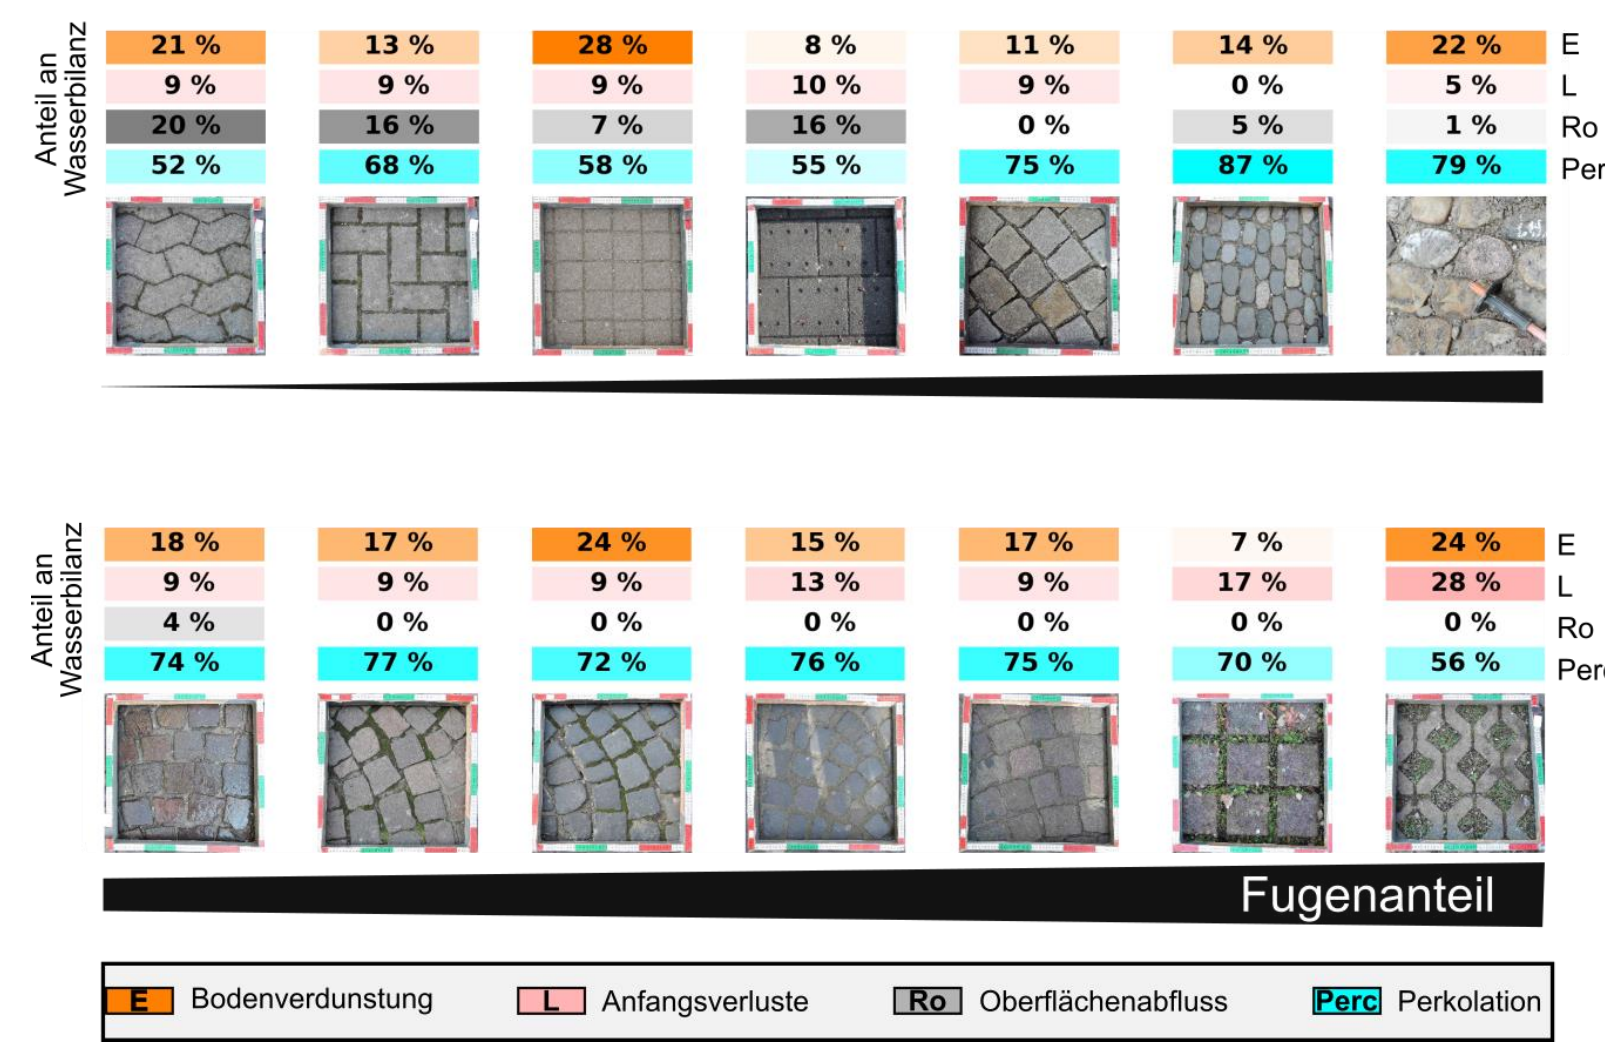 Anteil an
Wasserbilanz
21 % 13 % 28 % 8 % 11 % 14 % 22 % E
9 % 9 % 9 % 10 % 9 % 0 % 5 % L
20 % 16 % 7 % 16 % 0 % 5 % 1 % Ro
52 % 68 % 58 % 55 % 75 % 87 % 79 % Per
Anteil an
Wasserbilanz
18 % 17 % 24 % 15 % 17 % 7 % 24 % E
9 % 9 % 9 % 13 % 9 % 17 % 28 % L
4 % 0 % 0 % 0 % 0 % 0 % 0 % Ro
74 % 77 % 72 % 76 % 75 % 70 % 56 % Perc
Fugenanteil
E Bodenverdunstung L Anfangsverluste Ro Oberflächenabfluss Perc Perkolation